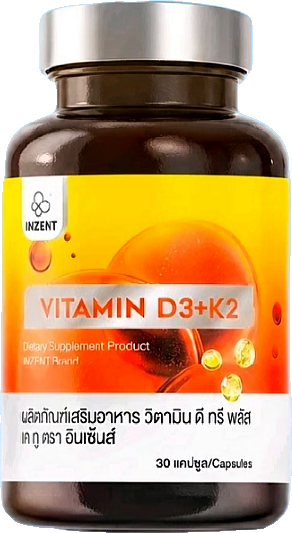 INZENT
VITAMIN D3+K2
Dietary Supplement Product
INZENT Brand
ผลิตภัณฑ์เสริมอาหาร วิตามิน ดี ทรี พลัส
เค ทู ตรา อินเซ็นส์
30 แคปซูล/Capsules